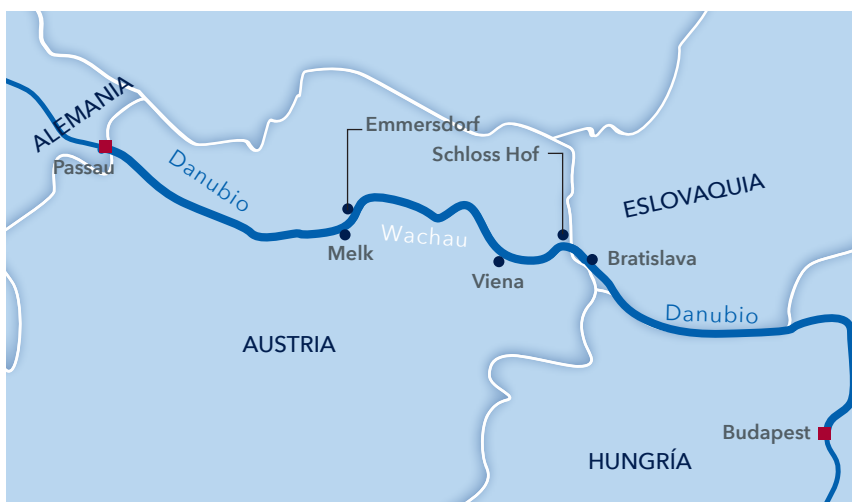 ALEMANIA
Passau
Danubio
Emmersdorf
Schloss Hof
Melk
Wachau
Viena
Bratislava
ESLOVAQUIA
Danubio
AUSTRIA
Budapest
HUNGRÍA